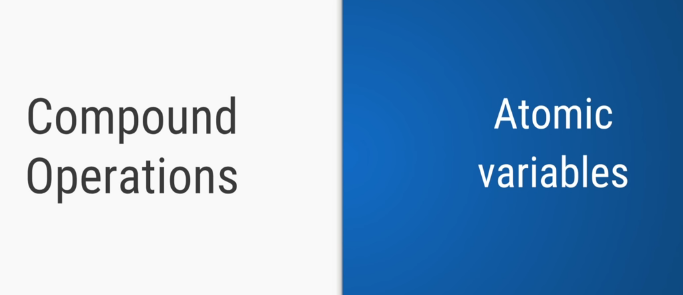 Compound
Operations
Atomic
variables